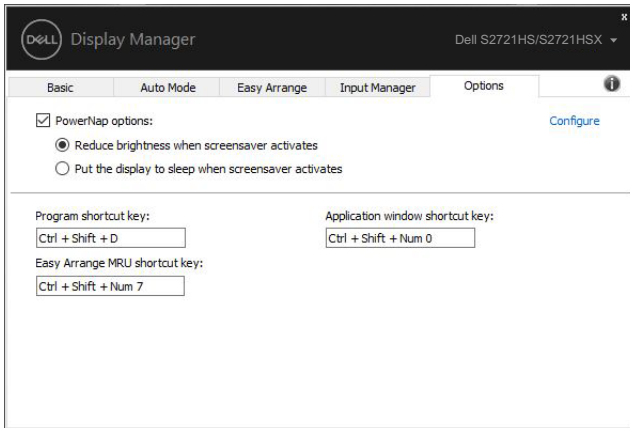 x
DELL Display Manager
Dell S2721HS/S2721HSX
Basic Auto Mode Easy Arrange Input Manager Options i
PowerNap options: Configure
Reduce brightness when screensaver activates
Put the display to sleep when screensaver activates
Program shortcut key: Application window shortcut key:
Ctrl + Shift + D Ctrl + Shift + Num 0
Easy Arrange MRU shortcut key:
Ctrl + Shift + Num 7